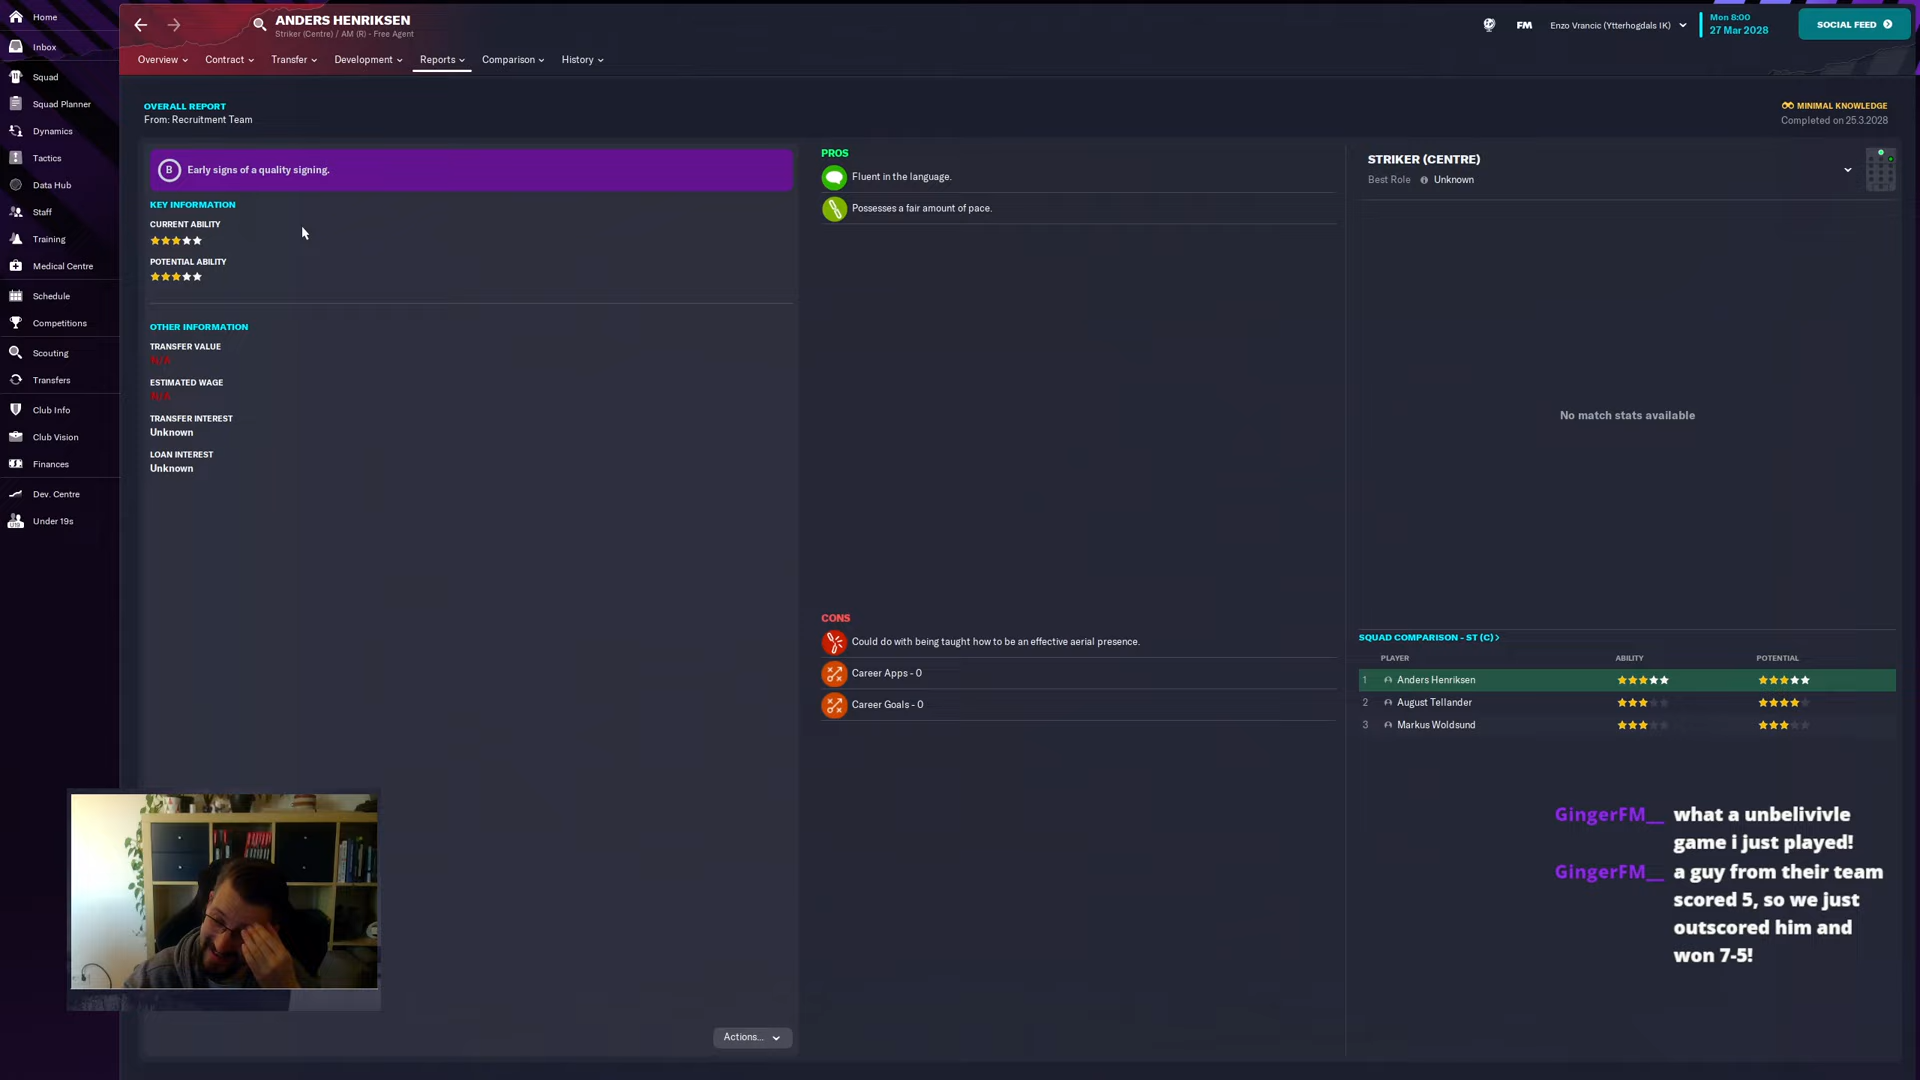 Home
Inbox
Squad
Squad Planner
Dynamics
Tactics
Data Hub
Staff
Training
Medical Centre
Schedule
Competitions
Scouting
Transfers
Club Info
Club Vision
Finances
Dev. Centre
Under 19s
ANDERS HENRIKSEN
Striker (Centre) / AM (R) - Free Agent
FM
Enzo Vrancic (Ytterhogdals IK)
Mon 8:00
27 Mar 2028
SOCIAL FEED
Overview
Contract
Transfer
Development
Reports
Comparison
History
OVERALL REPORT
From: Recruitment Team
MINIMAL KNOWLEDGE
Completed on 25.3.2028
B Early signs of a quality signing.
KEY INFORMATION
CURRENT ABILITY
POTENTIAL ABILITY
OTHER INFORMATION
TRANSFER VALUE
N/A
ESTIMATED WAGE
N/A
TRANSFER INTEREST
Unknown
LOAN INTEREST
Unknown
Actions...
PROS
Fluent in the language.
Possesses a fair amount of pace.
CONS
Could do with being taught how to be an effective aerial presence.
Career Apps - 0
Career Goals - 0
STRIKER (CENTRE)
Best Role Unknown
No match stats available
SQUAD COMPARISON - ST (C) >
PLAYER ABILITY POTENTIAL
1 Anders Henriksen
2 August Tellander
3 Markus Woldsund
GingerFM__ what a unbelivivle
game i just played!
GingerFM__ a guy from their team
scored 5, so we just
outscored him and
won 7-5!